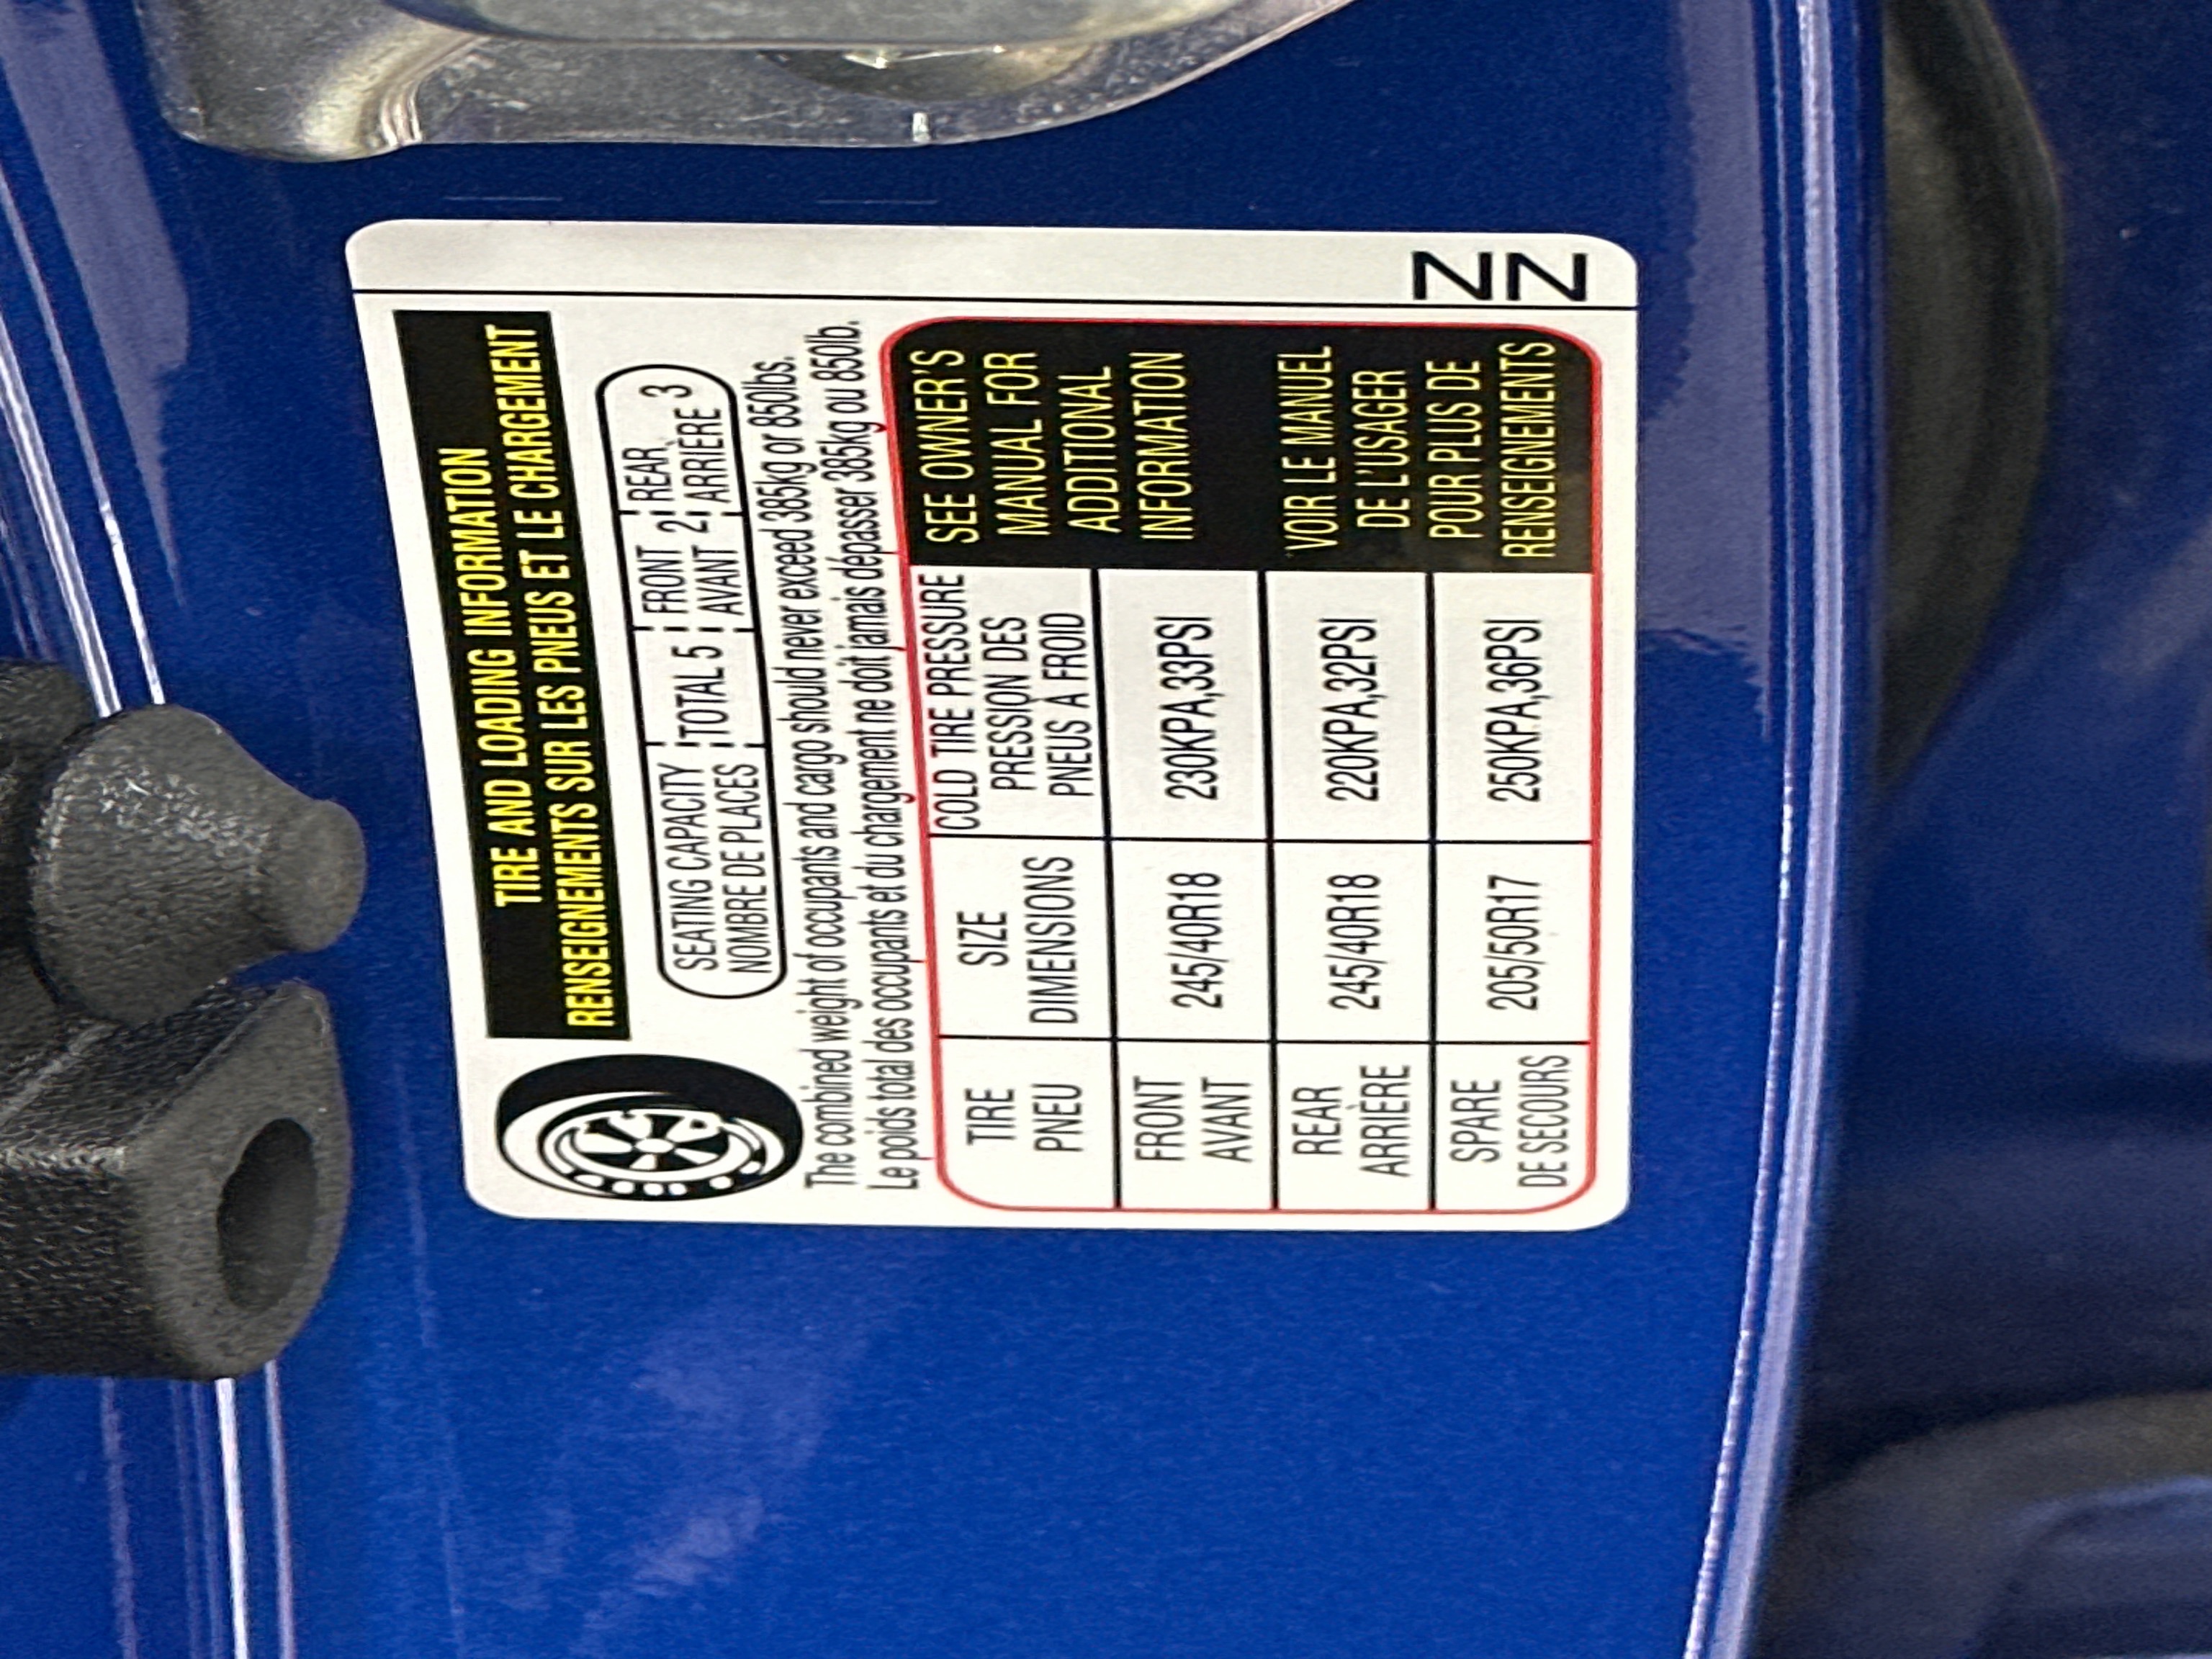 TIRE AND LOADING INFORMATION
RENSEIGNEMENTS SUR LES PNEUS ET LE CHARGEMENT
SEATING CAPACITY TOTAL 5 FRONT 2 REAR 3
NOMBRE DE PLACES AVANT ARRIÈRE
The combined weight of occupants and cargo should never exceed 385kg or 850lbs.
Le poids total des occupants et du chargement ne doit jamais dépasser 385kg ou 850lb.
TIRE
PNEU
SIZE
DIMENSIONS
COLD TIRE PRESSURE
PRESSION DES
PNEUS A FROID
SEE OWNER'S
MANUAL FOR
ADDITIONAL
INFORMATION
VOIR LE MANUEL
DE L'USAGER
POUR PLUS DE
RENSEIGNEMENTS
FRONT
AVANT
245/40R18
230KPA,33PSI
REAR
ARRIÈRE
245/40R18
220KPA,32PSI
SPARE
DE SECOURS
205/50R17
250KPA,36PSI
NN